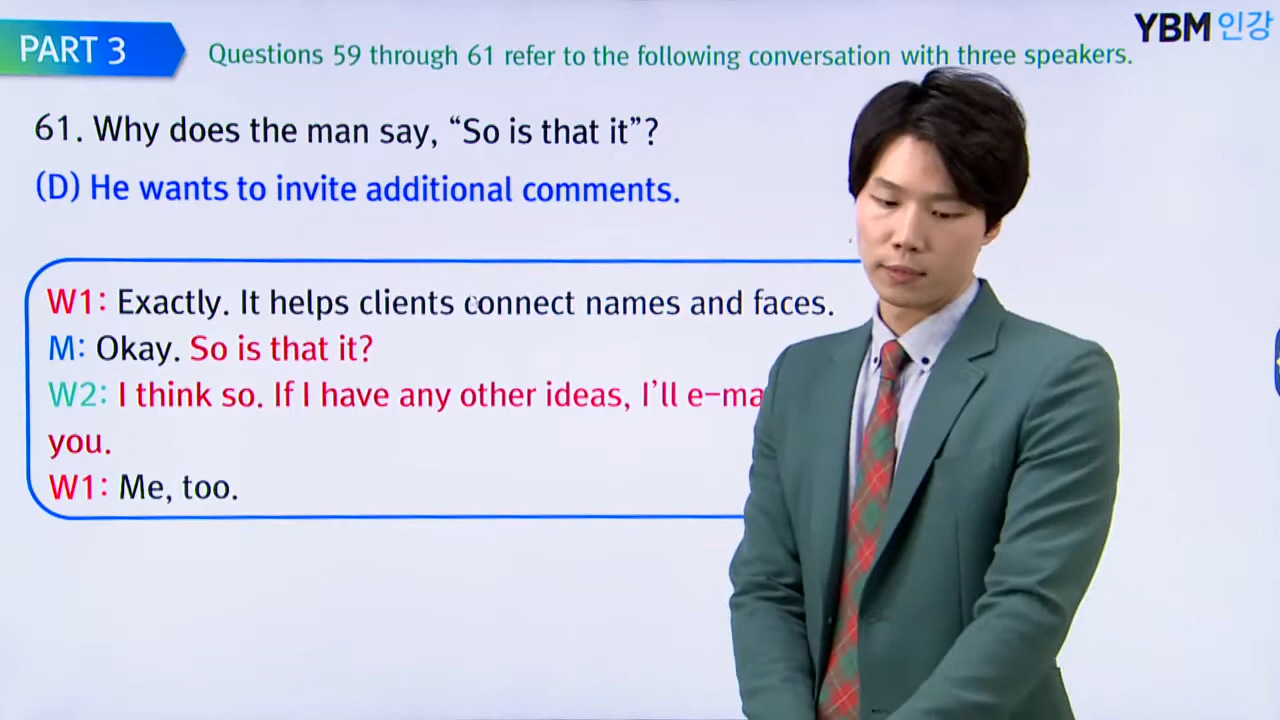 YBM 인강
PART 3
Questions 59 through 61 refer to the following conversation with three speakers.
61. Why does the man say, “So is that it”?
(D) He wants to invite additional comments.
W1: Exactly. It helps clients connect names and faces.
M: Okay. So is that it?
W2: I think so. If I have any other ideas, I’ll e-ma
you.
W1: Me, too.